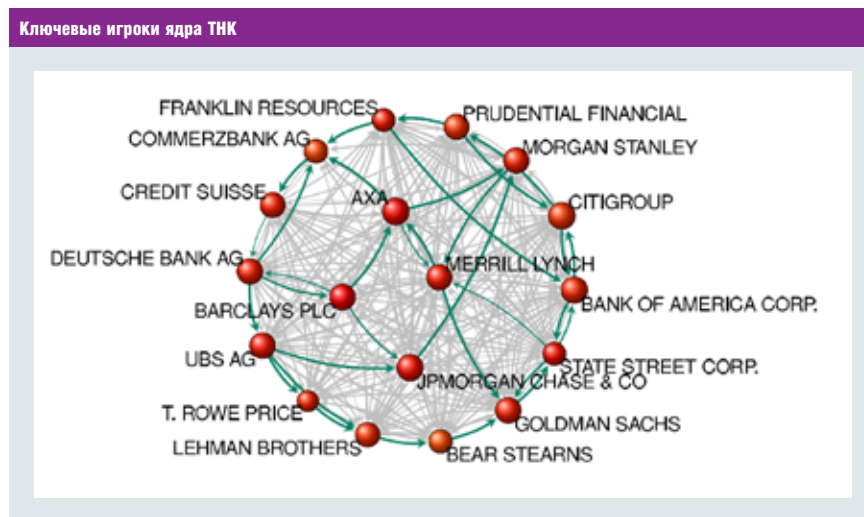 Ключевые игроки ядра ТНК
FRANKLIN RESOURCES
PRUDENTIAL FINANCIAL
COMMERZBANK AG
MORGAN STANLEY
CREDIT SUISSE
AXA
CITIGROUP
DEUTSCHE BANK AG
MERRILL LYNCH
BARCLAYS PLC
BANK OF AMERICA CORP.
UBS AG
STATE STREET CORP.
JPMORGAN CHASE & CO
T. ROWE PRICE
GOLDMAN SACHS
LEHMAN BROTHERS
BEAR STEARNS